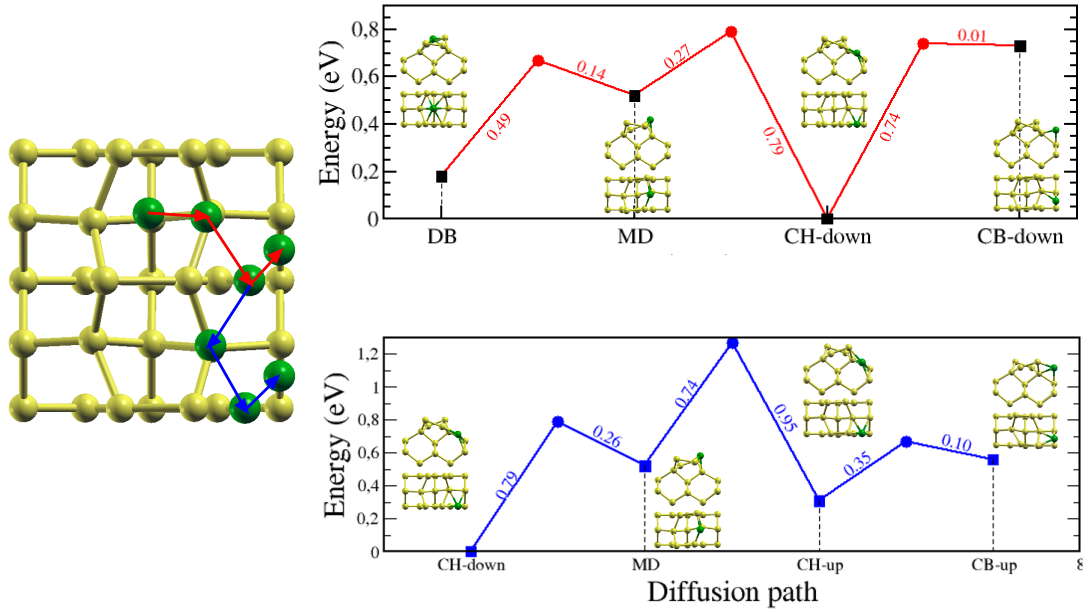 Energy (eV)
0,8
0,6
0,4
0,2
0
0.49
0.14
0.27
0.79
0.74
0.01
DB
MD
CH-down
CB-down
Energy (eV)
1,2
1
0,8
0,6
0,4
0,2
0
0.79
0.26
0.74
0.95
0.35
0.10
CH-down
MD
CH-up
CB-up
8
Diffusion path